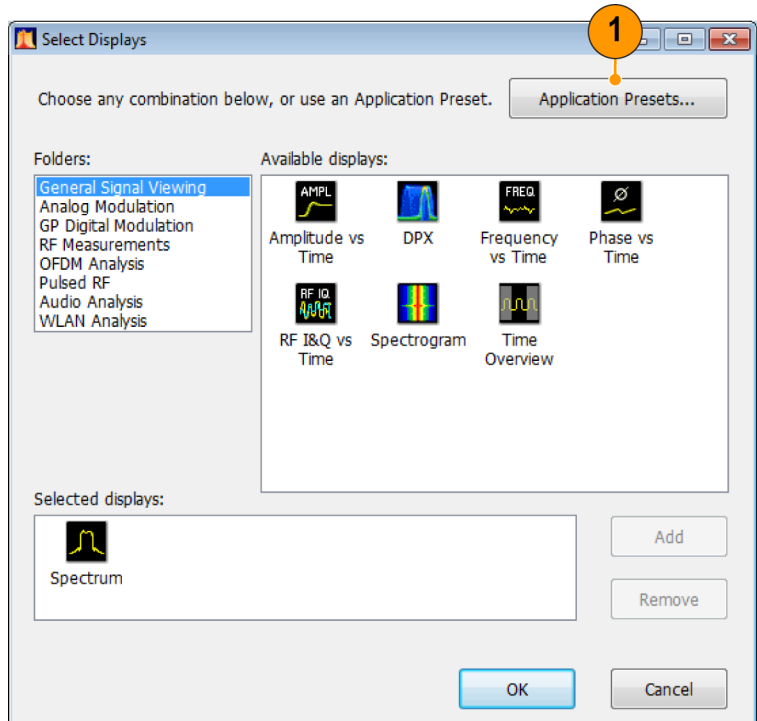 Select Displays
1
Choose any combination below, or use an Application Preset.
Application Presets...
Folders:
General Signal Viewing
Analog Modulation
GP Digital Modulation
RF Measurements
OFDM Analysis
Pulsed RF
Audio Analysis
WLAN Analysis
Available displays:
AMPL
Amplitude vs
Time
DPX
FREQ
Frequency
vs Time
Ø
Phase vs
Time
RF IQ
RF I&Q vs
Time
Spectrogram
Time
Overview
Selected displays:
Spectrum
Add
Remove
OK
Cancel